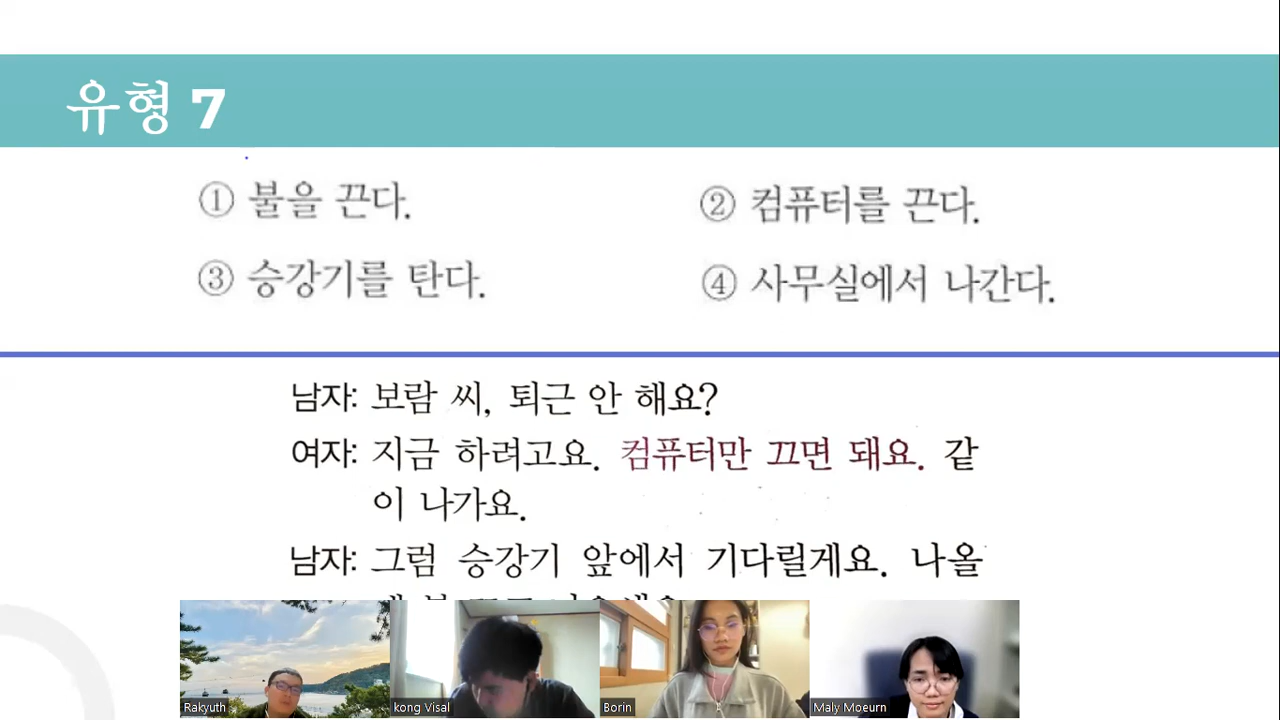 유형 7
① 불을 끈다.
② 컴퓨터를 끈다.
③ 승강기를 탄다.
④ 사무실에서 나간다.
남자: 보람 씨, 퇴근 안 해요?
여자: 지금 하려고요. 컴퓨터만 끄면 돼요. 같
이 나가요.
남자: 그럼 승강기 앞에서 기다릴게요. 나올
Rakyuth
kong Visal
Borin
Maly Moeurn